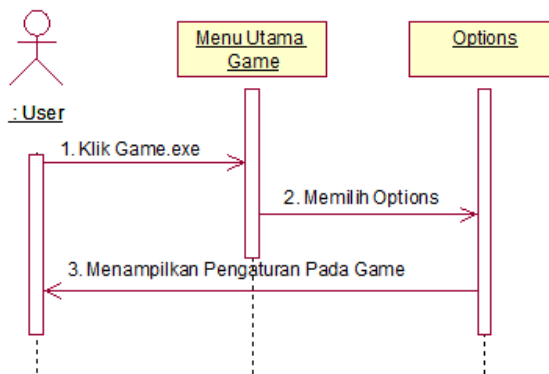 Menu Utama
Game
Options
: User
1. Klik Game.exe
2. Memilih Options
3. Menampilkan Pengaturan Pada Game